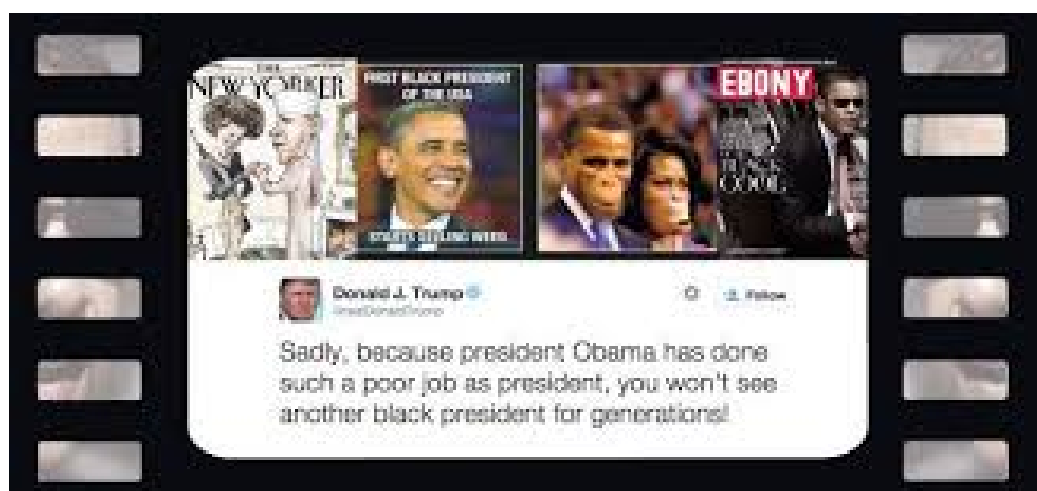 THE
NEW YORKER
FIRST BLACK PRESIDENT
OF THE USA
EBONY
COOL
Donald J. Trump
Follow
Sadly, because president Obama has done
such a poor job as president, you won't see
another black president for generations!